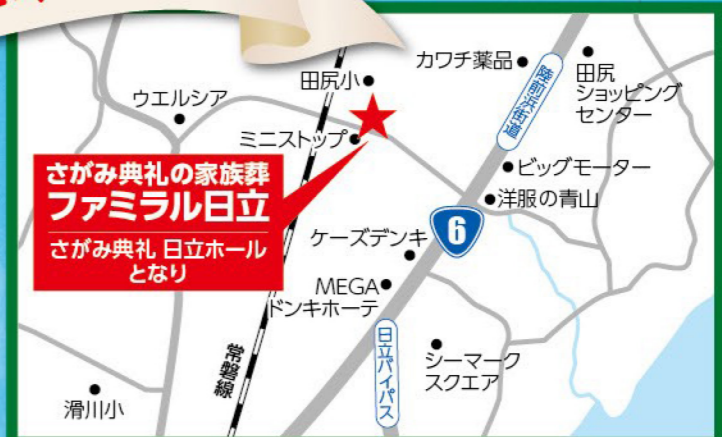 カワチ薬品
田尻小
田尻
ショッピング
センター
ウエルシア
陸前浜街道
ミニストップ
さがみ典礼の家族葬
ファミラル日立
さがみ典礼 日立ホール
となり
ビッグモーター
洋服の青山
6
ケーズデンキ
MEGA
ドンキホーテ
日立バイパス
シーマーク
スクエア
常磐線
滑川小